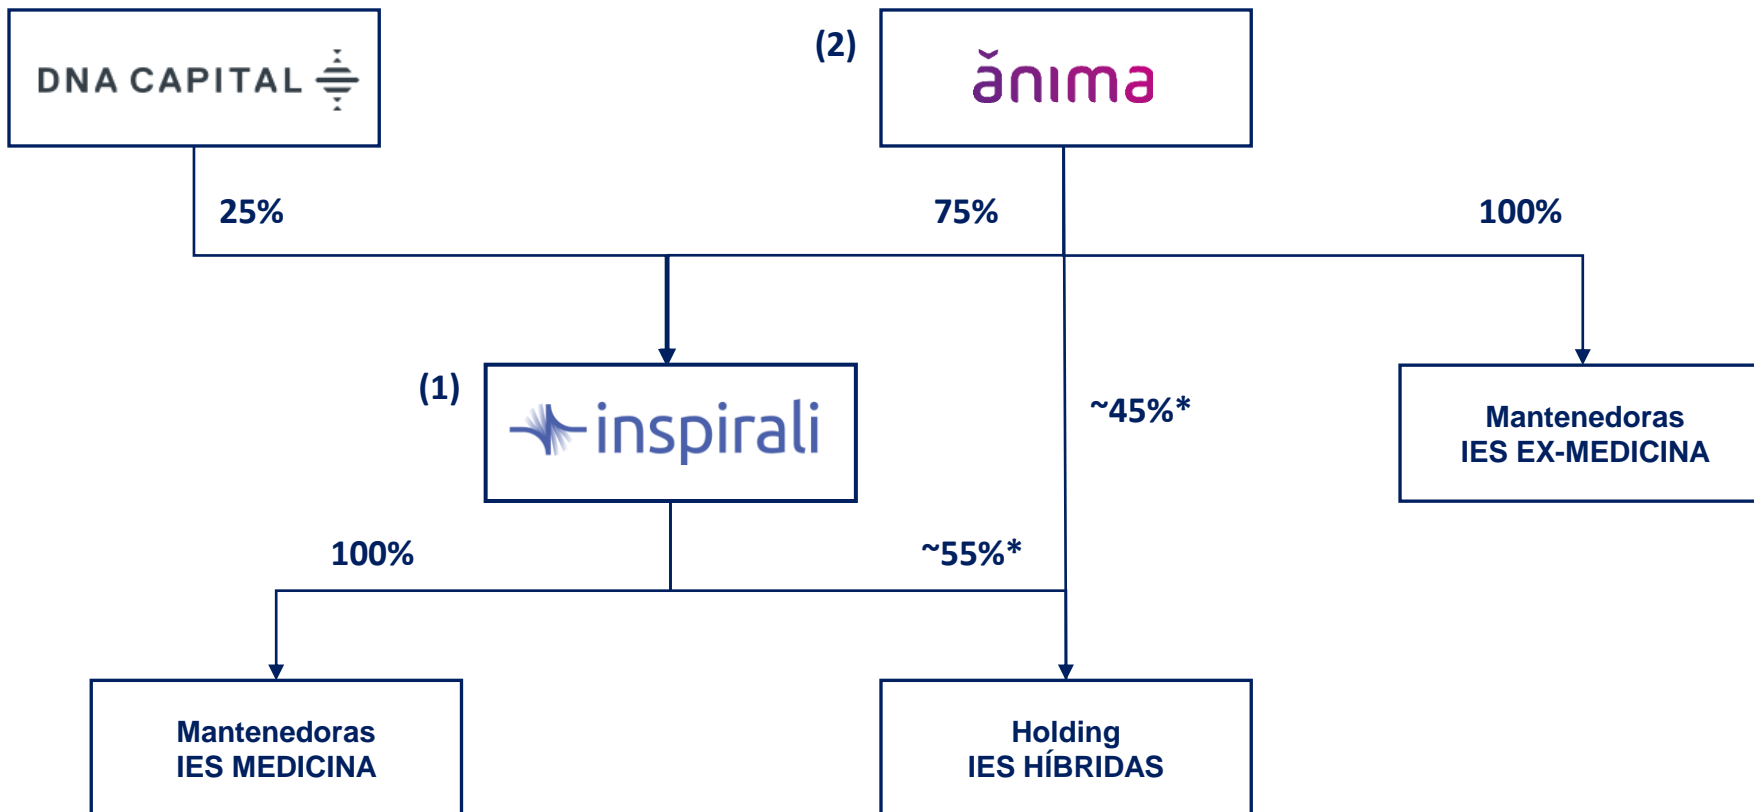 DNA CAPITAL
(2)
ănıma
25%
75%
100%
(1)
inspirali
~45%*
Mantenedoras
IES EX-MEDICINA
100%
~55%*
Mantenedoras
IES MEDICINA
Holding
IES HÍBRIDAS